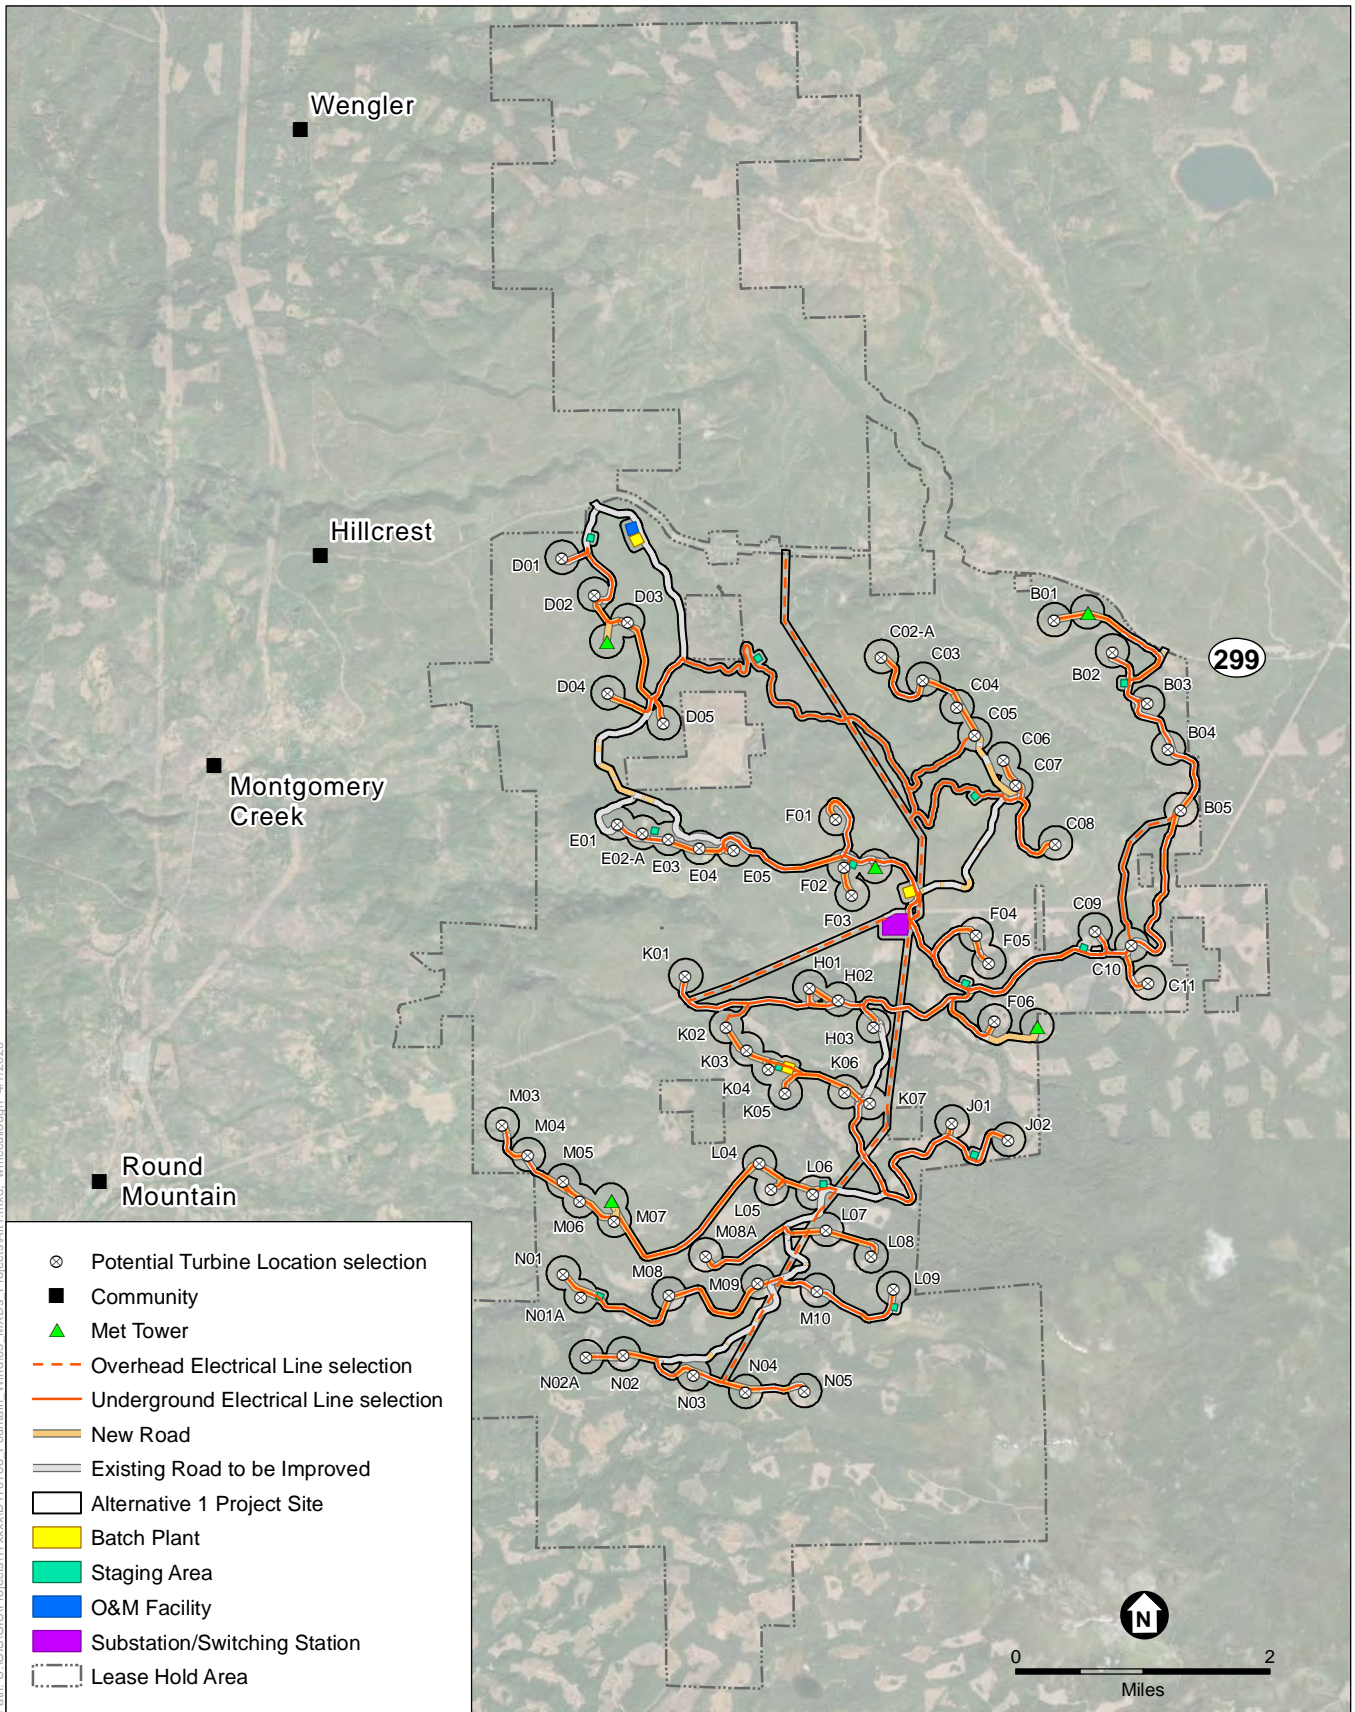 Wengler
Hillcrest
D01
D02
D03
B01
C02-A
C03
B02
299
D04
C04
B03
D05
C05
B04
C06
C07
Montgomery
Creek
F01
B05
E01
E02-A
E03
E04
E05
C08
F02
F03
C09
F04
F05
K01
H01
H02
C10
C11
F06
K02
H03
K03
K06
K04
K05
K07
M03
J01
J02
M04
M05
L04
Round
Mountain
L06
L05
M06
M07
L07
M08A
L08
N01
M08
M09
L09
N01A
M10
N02A
N02
N04
N05
N03
Potential Turbine Location selection
Community
Met Tower
Overhead Electrical Line selection
Underground Electrical Line selection
New Road
Existing Road to be Improved
Alternative 1 Project Site
Batch Plant
Staging Area
O&M Facility
Substation/Switching Station
Lease Hold Area
N
0 2
Miles